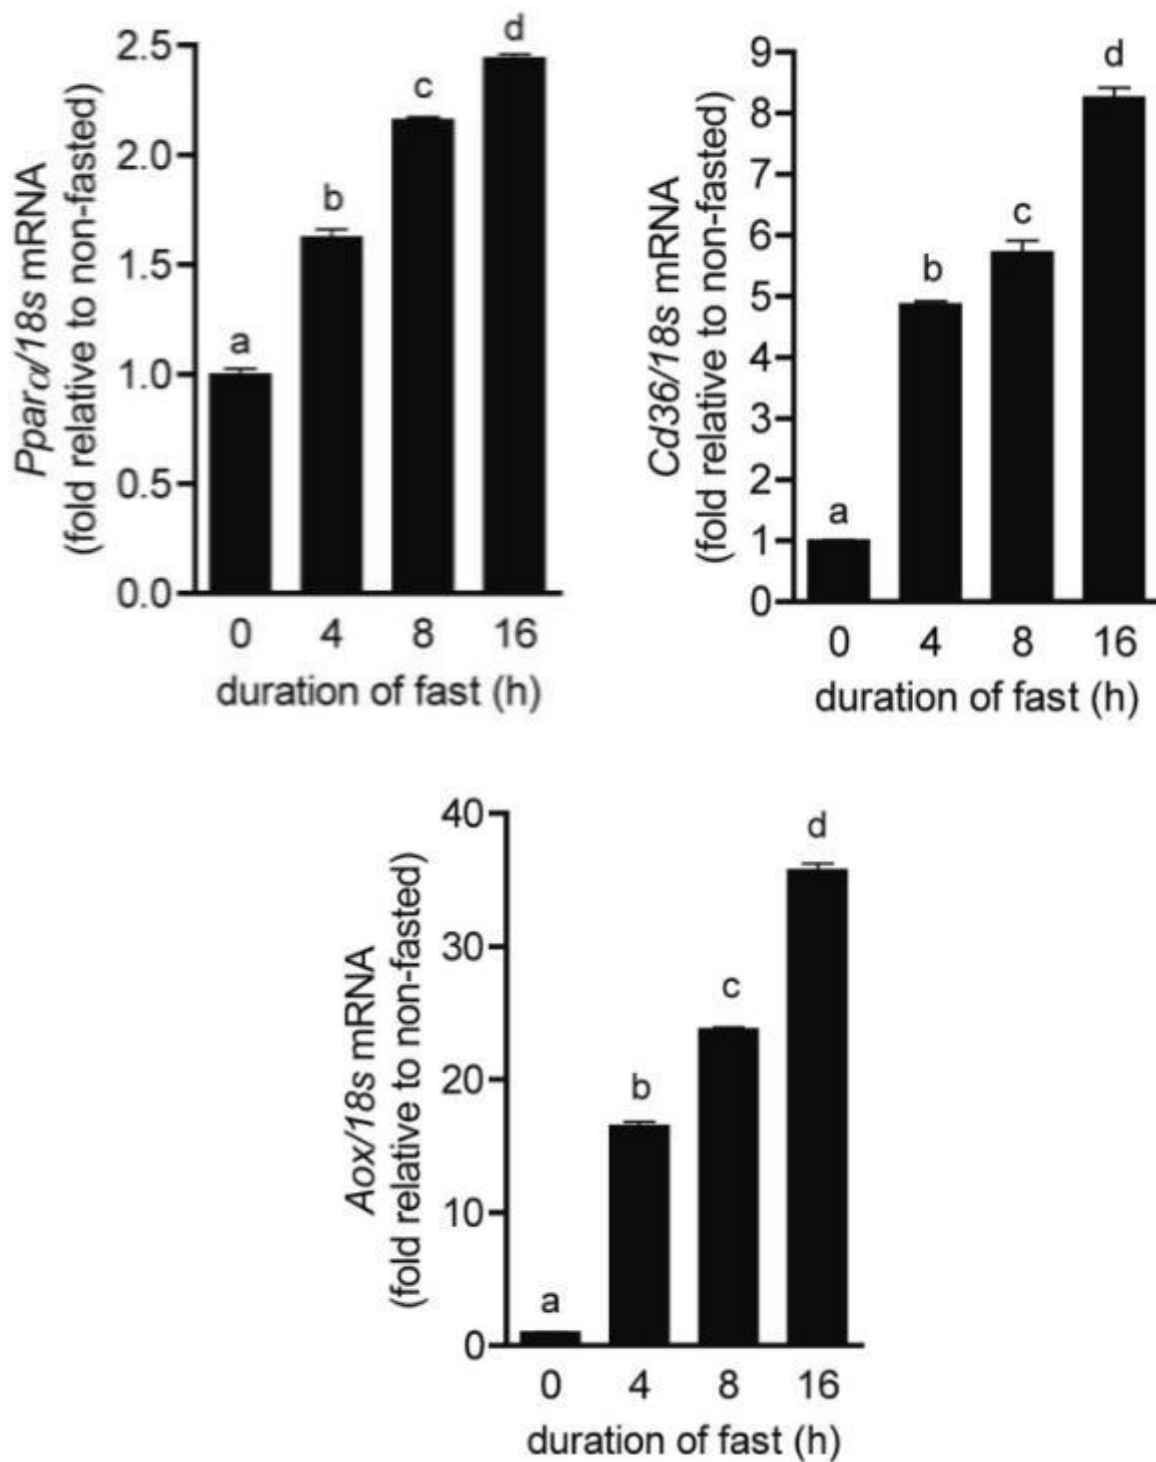 Pparα/18s mRNA
(fold relative to non-fasted)
2.5
2.0
1.5
1.0
0.5
0.0
a
b
c
d
0 4 8 16
duration of fast (h)
Cd36/18s mRNA
(fold relative to non-fasted)
9
8
7
6
5
4
3
2
1
0
a
b
c
d
0 4 8 16
duration of fast (h)
Aox/18s mRNA
(fold relative to non-fasted)
40
30
20
10
0
a
b
c
d
0 4 8 16
duration of fast (h)